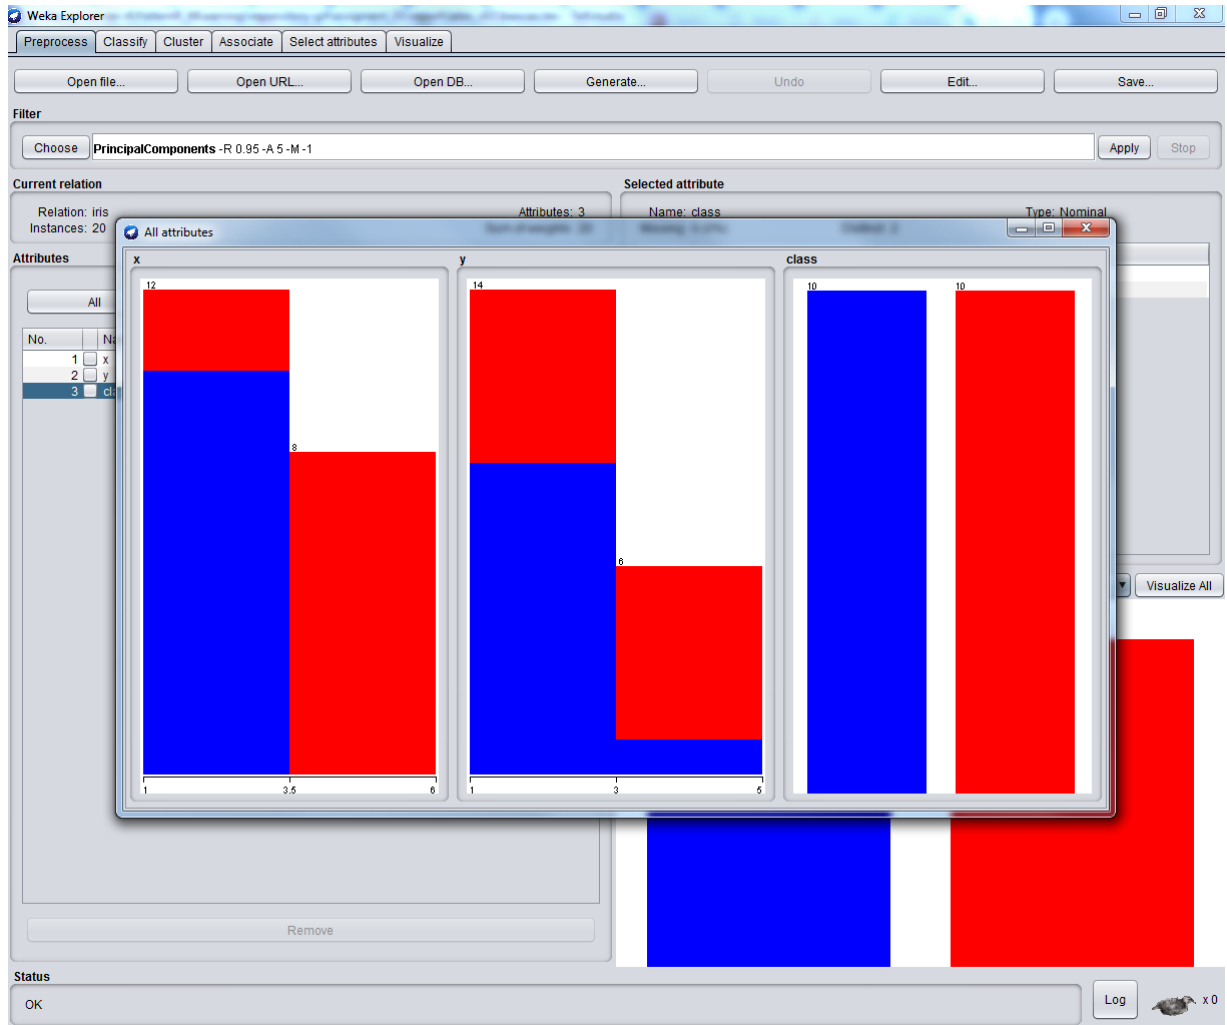 Weka Explorer
Preprocess Classify Cluster Associate Select attributes Visualize
Open file... Open URL... Open DB... Generate... Undo Edit... Save...
Filter
Choose PrincipalComponents -R 0.95 -A 5 -M -1 Apply Stop
Current relation Selected attribute
Relation: iris Attributes: 3 Name: class Type: Nominal
Instances: 20
All attributes
Attributes
x y class
12 14 10 10
All
No.
1 x
2 y
3
8
6
Visualize All
1 3.5 6 1 3 5
Remove
Status
OK Log x 0